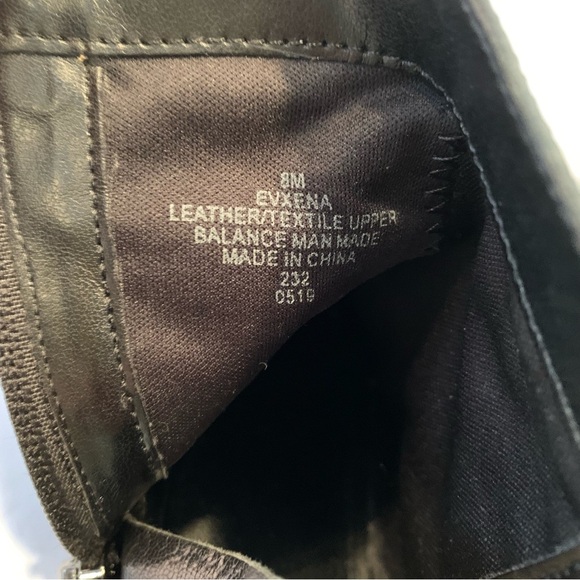 8M
EVXENA
LEATHER/TEXTILE UPPER
BALANCE MAN MADE
MADE IN CHINA
232
0519